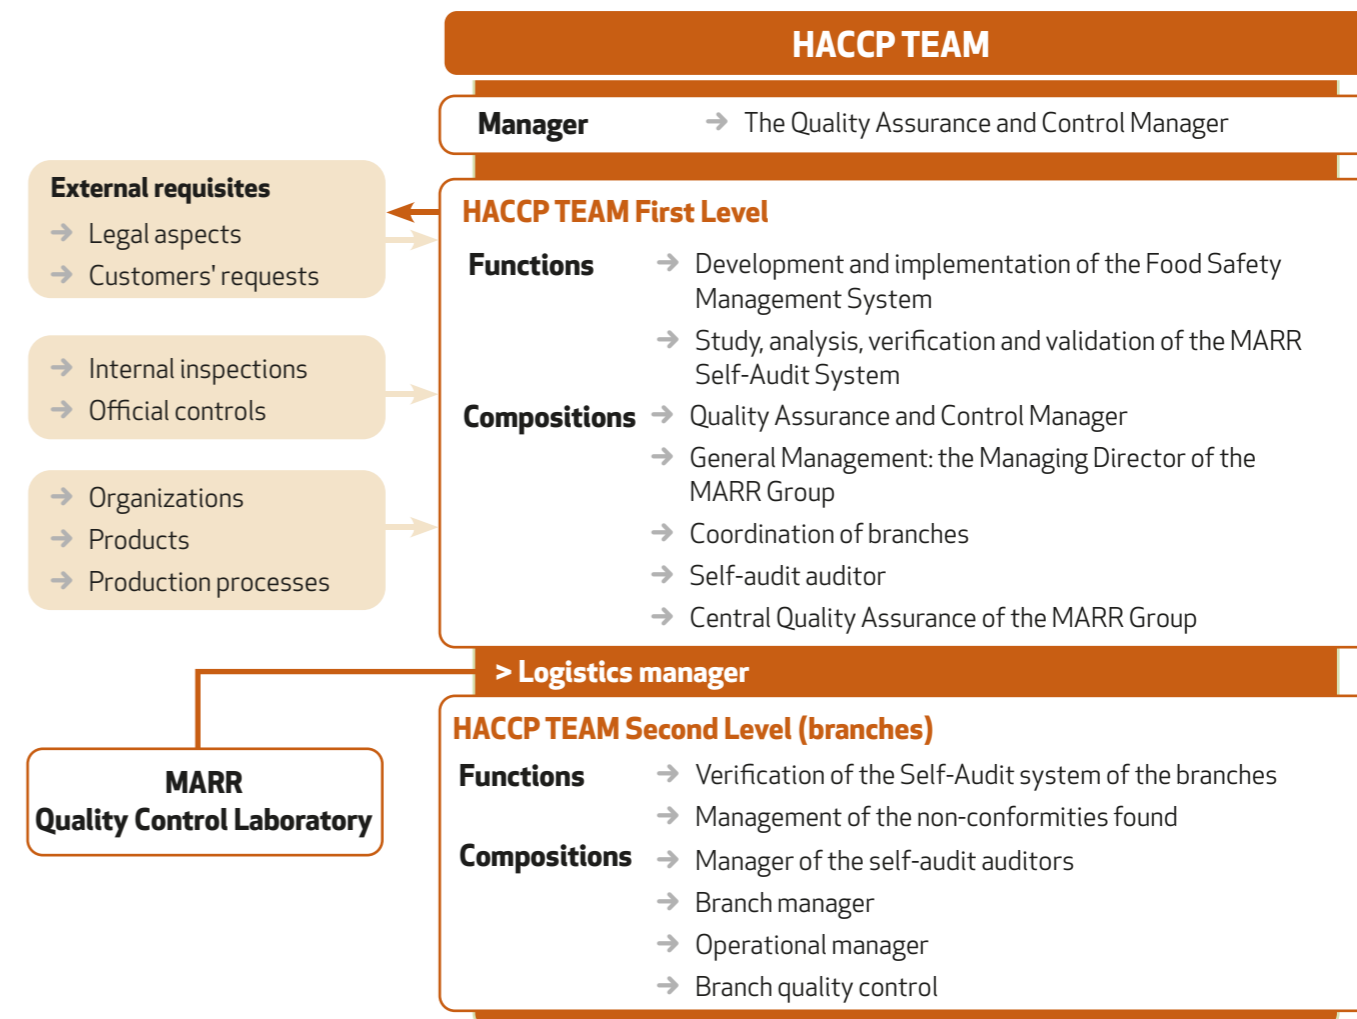 HACCP TEAM
Manager → The Quality Assurance and Control Manager
External requisites
→ Legal aspects
→ Customers' requests
→ Internal inspections
→ Official controls
→ Organizations
→ Products
→ Production processes
HACCP TEAM First Level
Functions → Development and implementation of the Food Safety
Management System
→ Study, analysis, verification and validation of the MARR
Self-Audit System
Compositions → Quality Assurance and Control Manager
→ General Management: the Managing Director of the
MARR Group
→ Coordination of branches
→ Self-audit auditor
→ Central Quality Assurance of the MARR Group
> Logistics manager
MARR
Quality Control Laboratory
HACCP TEAM Second Level (branches)
Functions → Verification of the Self-Audit system of the branches
→ Management of the non-conformities found
Compositions → Manager of the self-audit auditors
→ Branch manager
→ Operational manager
→ Branch quality control